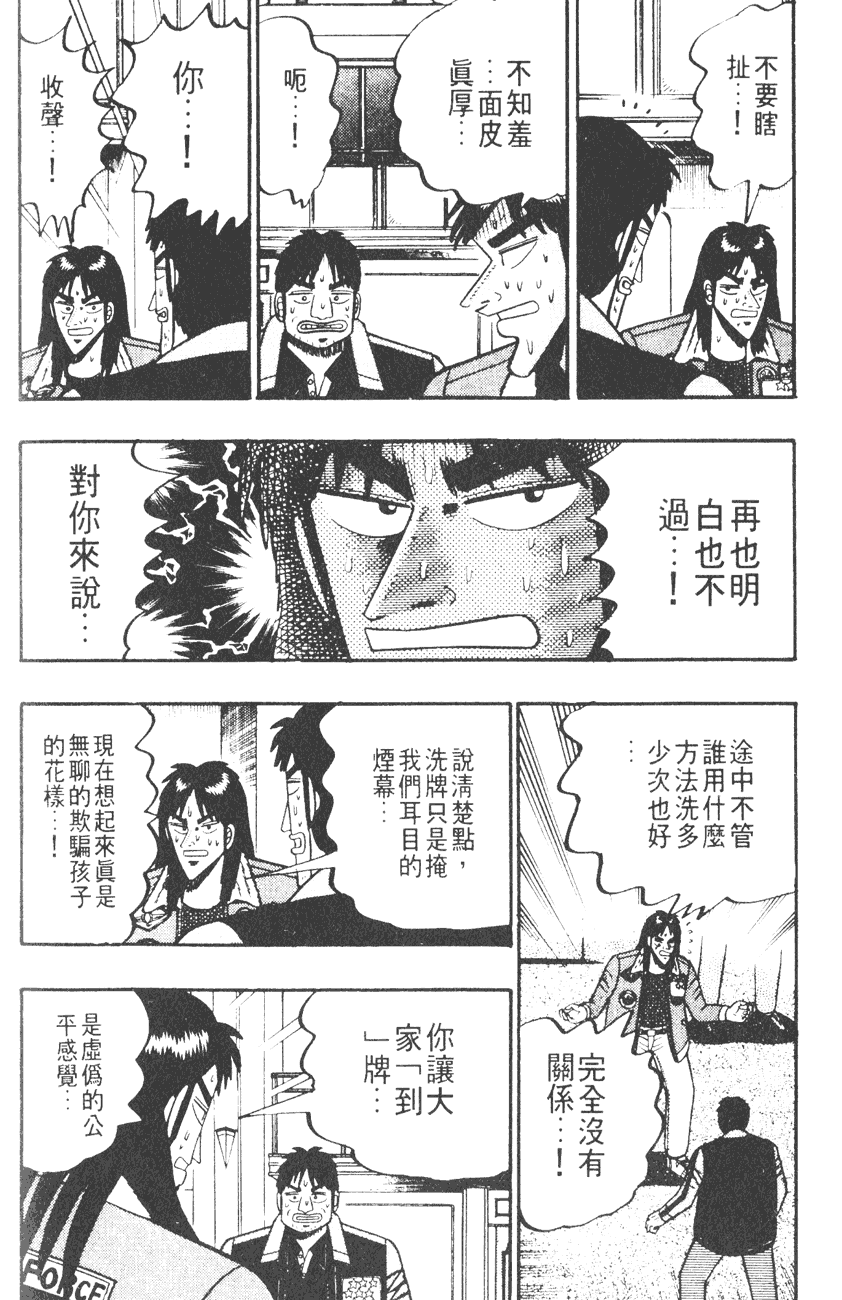 不要瞎
扯…！
不知羞
…面皮
眞厚…
呃…！
你…！
收聲…！
再也明
白也不
過…！
對你來說…
途中不管
誰用什麼
方法洗多
少次也好
…
完全沒有
關係…！
說淸楚點，
洗牌只是掩
我們耳目的
煙幕…
現在想起來眞是
無聊的欺騙孩子
的花樣…！
你讓大
家「到
」牌…
是虛僞的公
平感覺…
FORCE